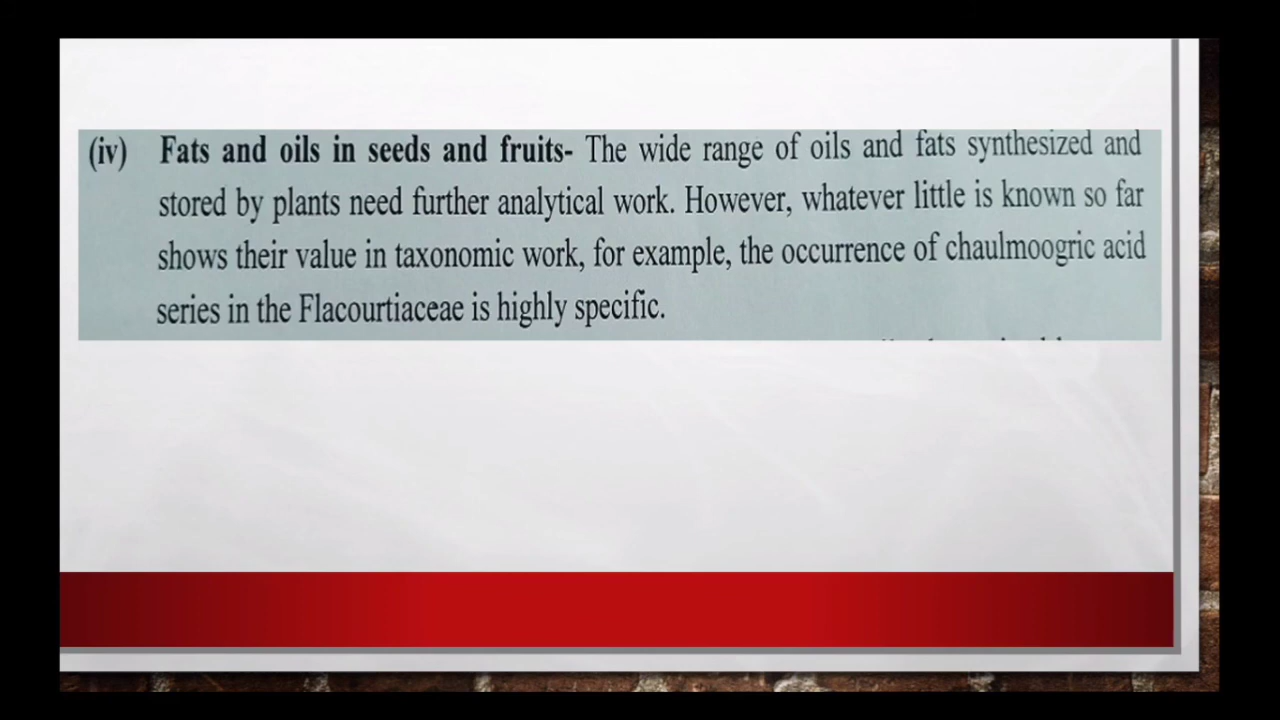 (iv) Fats and oils in seeds and fruits- The wide range of oils and fats synthesized and
stored by plants need further analytical work. However, whatever little is known so far
shows their value in taxonomic work, for example, the occurrence of chaulmoogric acid
series in the Flacourtiaceae is highly specific.